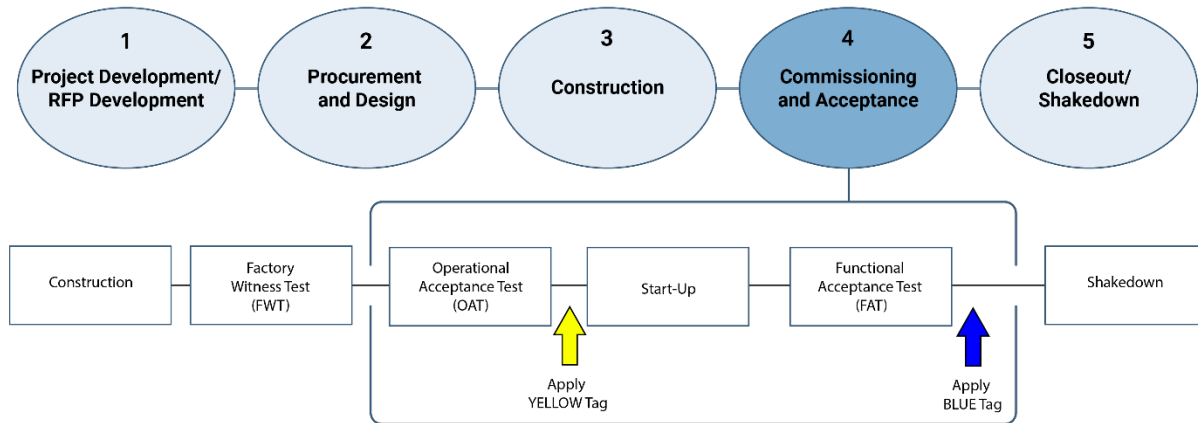 1
Project Development/
RFP Development
2
Procurement
and Design
3
Construction
4
Commissioning
and Acceptance
5
Closeout/
Shakedown
Construction
Factory
Witness Test
(FWT)
Operational
Acceptance Test
(OAT)
Start-Up
Functional
Acceptance Test
(FAT)
Shakedown
Apply
YELLOW Tag
Apply
BLUE Tag